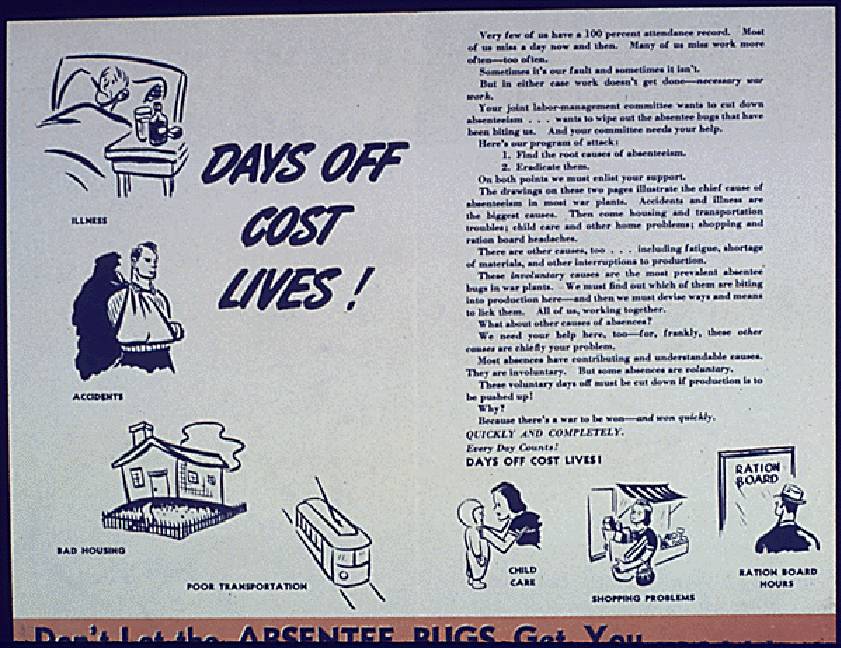 DAYS OFF
COST
LIVES!
ILLNESS
ACCIDENTS
BAD HOUSING
POOR TRANSPORTATION
Very few of us have a 100 percent attendance record. Most
of us miss a day now and then. Many of us miss work more
often—too often.
Sometimes it's our fault and sometimes it isn't.
But in either case work doesn't get done—necessary war
work.
Your joint labor-management committee wants to cut down
absenteeism . . . wants to wipe out the absentee bugs that have
been biting us. And your committee needs your help.
Here's our program of attack:
1. Find the root causes of absenteeism.
2. Eradicate them.
On both points we must enlist your support.
The drawings on these two pages illustrate the chief cause of
absenteeism in most war plants. Accidents and illness are
the biggest causes. Then come housing and transportation
troubles; child care and other home problems; shopping and
ration board headaches.
There are other causes, too . . . including fatigue, shortage
of materials, and other interruptions to production.
These involuntary causes are the most prevalent absentee
bugs in war plants. We must find out which of them are biting
into production here—and then we must devise ways and means
to lick them. All of us, working together.
What about other causes of absences?
We need your help here, too—for, frankly, these other
causes are chiefly your problem.
Most absences have contributing and understandable causes.
They are involuntary. But some absences are voluntary.
These voluntary days off must be cut down if production is to
be pushed up!
Why?
Because there's a war to be won—and won quickly.
QUICKLY AND COMPLETELY.
Every Day Counts!
DAYS OFF COST LIVES!
RATION
BOARD
CHILD
CARE
SHOPPING PROBLEMS
RATION BOARD
HOURS
Don't Let the ABSENTEE BUGS Get You